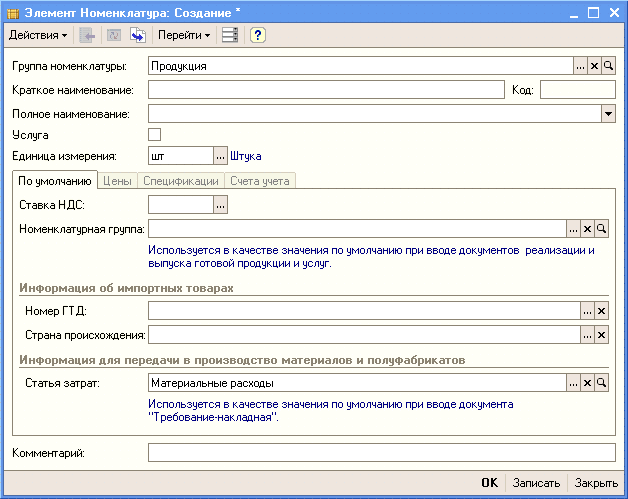 Элемент Номенклатура: Создание *
Действия Перейти ?
Группа номенклатуры: Продукция ...
Краткое наименование: Код:
Полное наименование:
Услуга
Единица измерения: шт ... Штука
По умолчанию Цены Спецификации Счета учета
Ставка НДС: ...
Номенклатурная группа: ...
Используется в качестве значения по умолчанию при вводе документов реализации и
выпуска готовой продукции и услуг.
Информация об импортных товарах
Номер ГТД: ...
Страна происхождения: ...
Информация для передачи в производство материалов и полуфабрикатов
Статья затрат: Материальные расходы ...
Используется в качестве значения по умолчанию при вводе документа
"Требование-накладная".
Комментарий:
OK Записать Закрыть